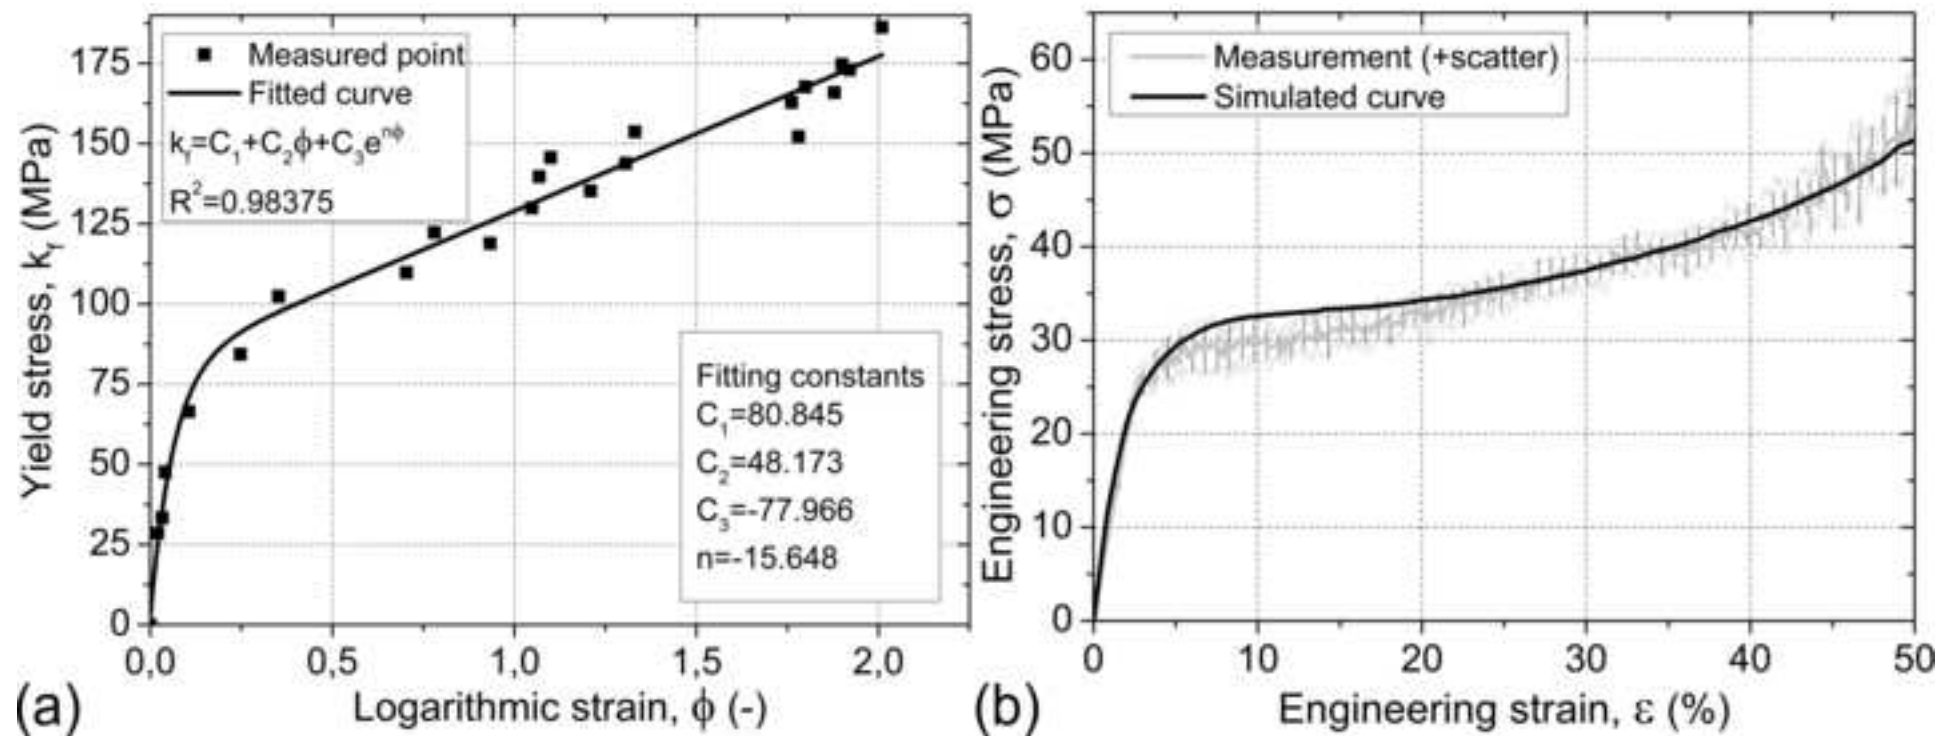 Measured point
Fitted curve
k_f=C_1+C_2ϕ+C_3e^{nϕ}
R^2=0.98375
Fitting constants
C_1=80.845
C_2=48.173
C_3=-77.966
n=-15.648
175
150
125
100
75
50
25
0
Yield stress, k_f (MPa)
0,0 0,5 1,0 1,5 2,0
Logarithmic strain, ϕ (-)
(a)
Measurement (+scatter)
Simulated curve
60
50
40
30
20
10
0
Engineering stress, σ (MPa)
0 10 20 30 40 50
Engineering strain, ε (%)
(b)